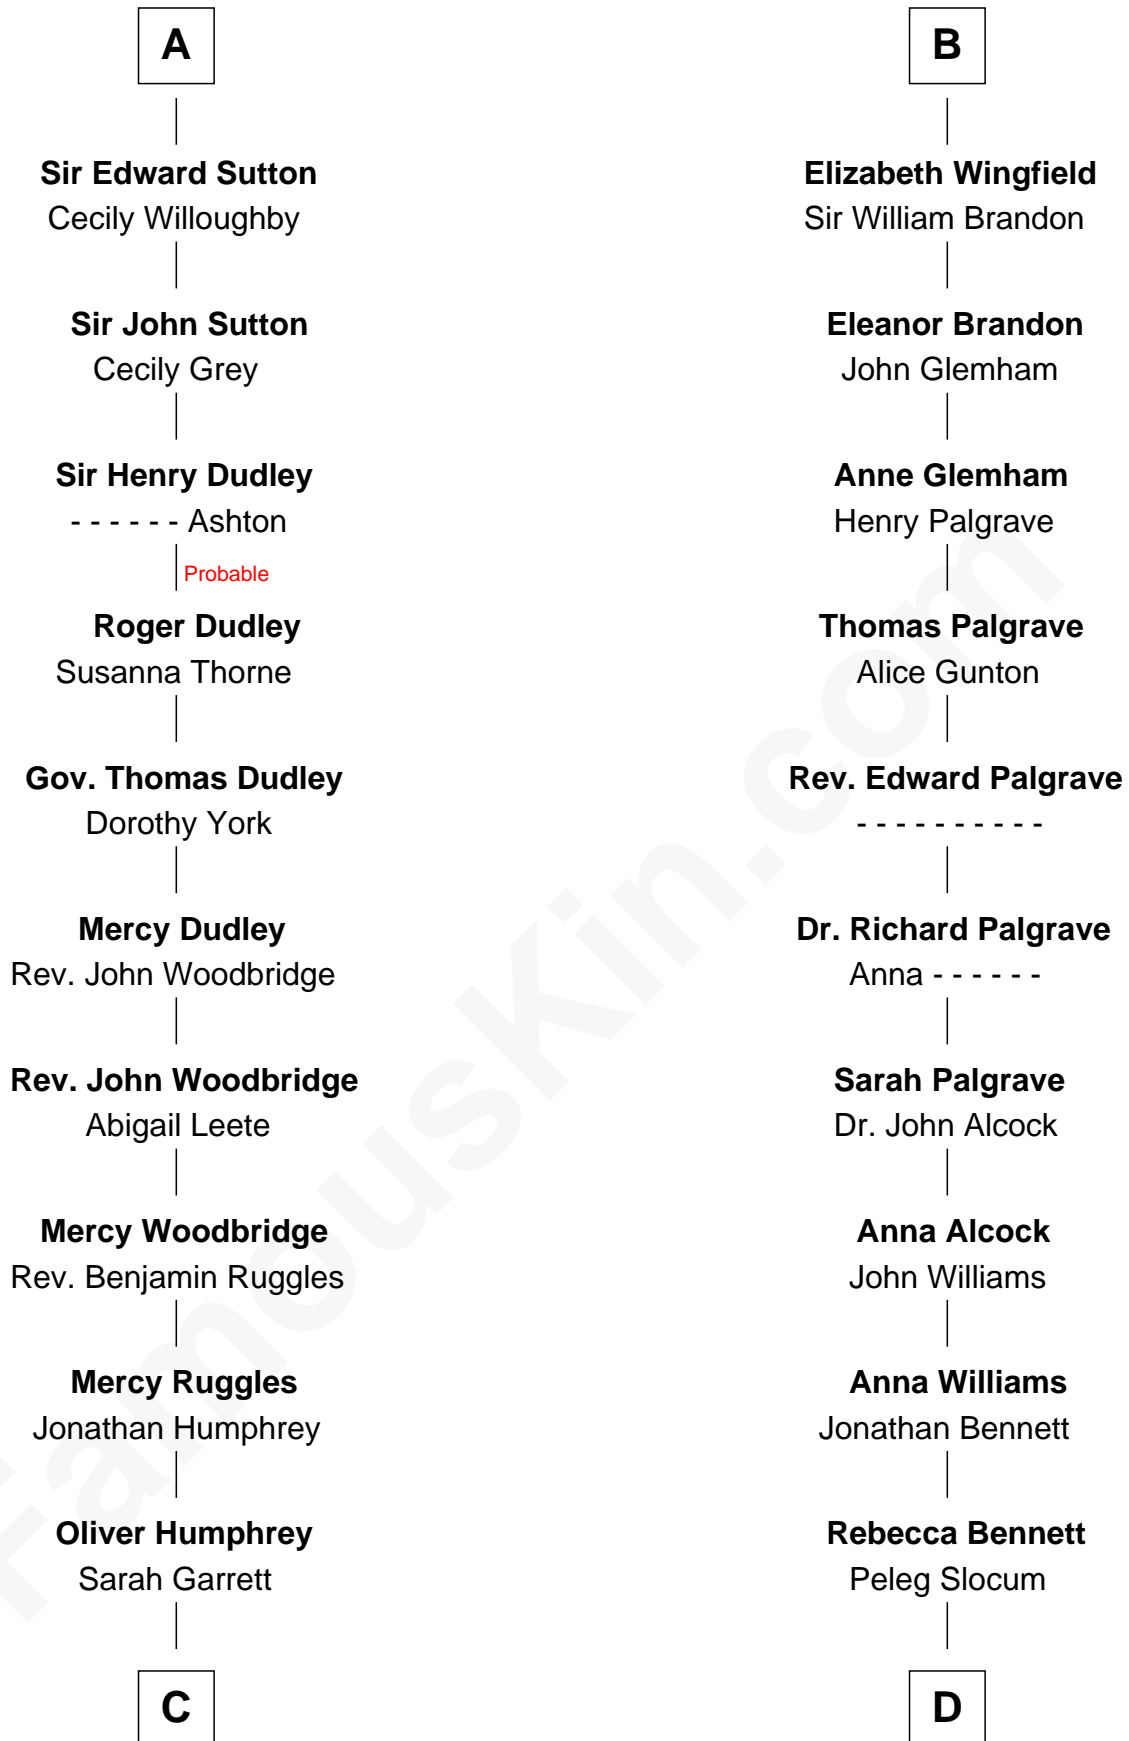 A
Sir Edward Sutton
Cecily Willoughby
Sir John Sutton
Cecily Grey
Sir Henry Dudley
- - - - - - Ashton
Probable
Roger Dudley
Susanna Thorne
Gov. Thomas Dudley
Dorothy York
Mercy Dudley
Rev. John Woodbridge
Rev. John Woodbridge
Abigail Leete
Mercy Woodbridge
Rev. Benjamin Ruggles
Mercy Ruggles
Jonathan Humphrey
Oliver Humphrey
Sarah Garrett
C
B
Elizabeth Wingfield
Sir William Brandon
Eleanor Brandon
John Glemham
Anne Glemham
Henry Palgrave
Thomas Palgrave
Alice Gunton
Rev. Edward Palgrave
- - - - - - - - - -
Dr. Richard Palgrave
Anna - - - - - -
Sarah Palgrave
Dr. John Alcock
Anna Alcock
John Williams
Anna Williams
Jonathan Bennett
Rebecca Bennett
Peleg Slocum
D
FamousKin.com